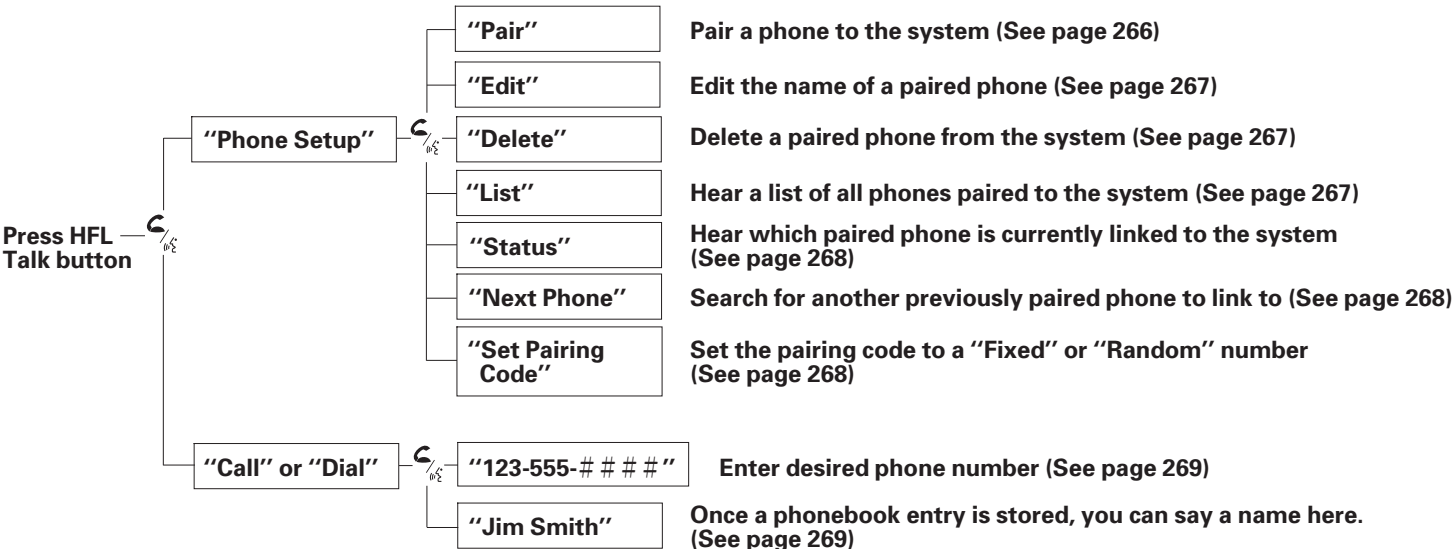 "Pair" Pair a phone to the system (See page 266)
"Edit" Edit the name of a paired phone (See page 267)
"Phone Setup" "Delete" Delete a paired phone from the system (See page 267)
"List" Hear a list of all phones paired to the system (See page 267)
Press HFL
Talk button
"Status" Hear which paired phone is currently linked to the system
(See page 268)
"Next Phone" Search for another previously paired phone to link to (See page 268)
"Set Pairing
Code"
Set the pairing code to a "Fixed" or "Random" number
(See page 268)
"Call" or "Dial" "123-555-####" Enter desired phone number (See page 269)
"Jim Smith" Once a phonebook entry is stored, you can say a name here.
(See page 269)